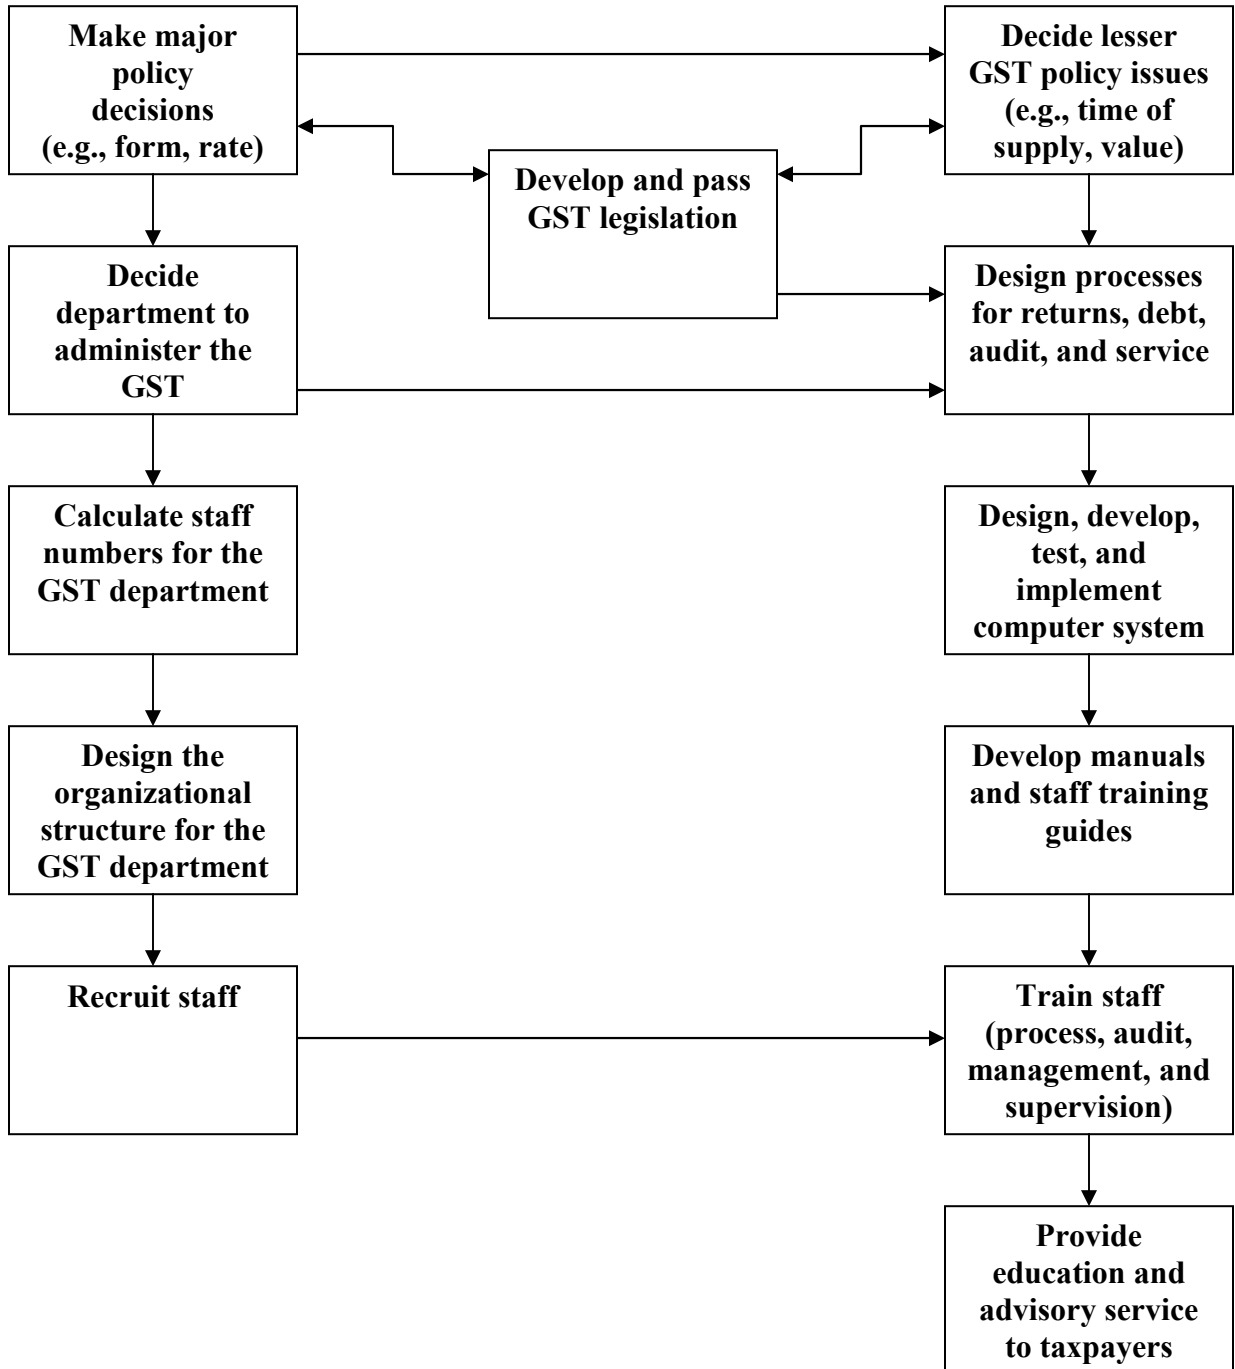 Make major
policy
decisions
(e.g., form, rate)
Decide lesser
GST policy issues
(e.g., time of
supply, value)
Develop and pass
GST legislation
Decide
department to
administer the
GST
Design processes
for returns, debt,
audit, and service
Calculate staff
numbers for the
GST department
Design, develop,
test, and
implement
computer system
Design the
organizational
structure for the
GST department
Develop manuals
and staff training
guides
Recruit staff
Train staff
(process, audit,
management, and
supervision)
Provide
education and
advisory service
to taxpayers